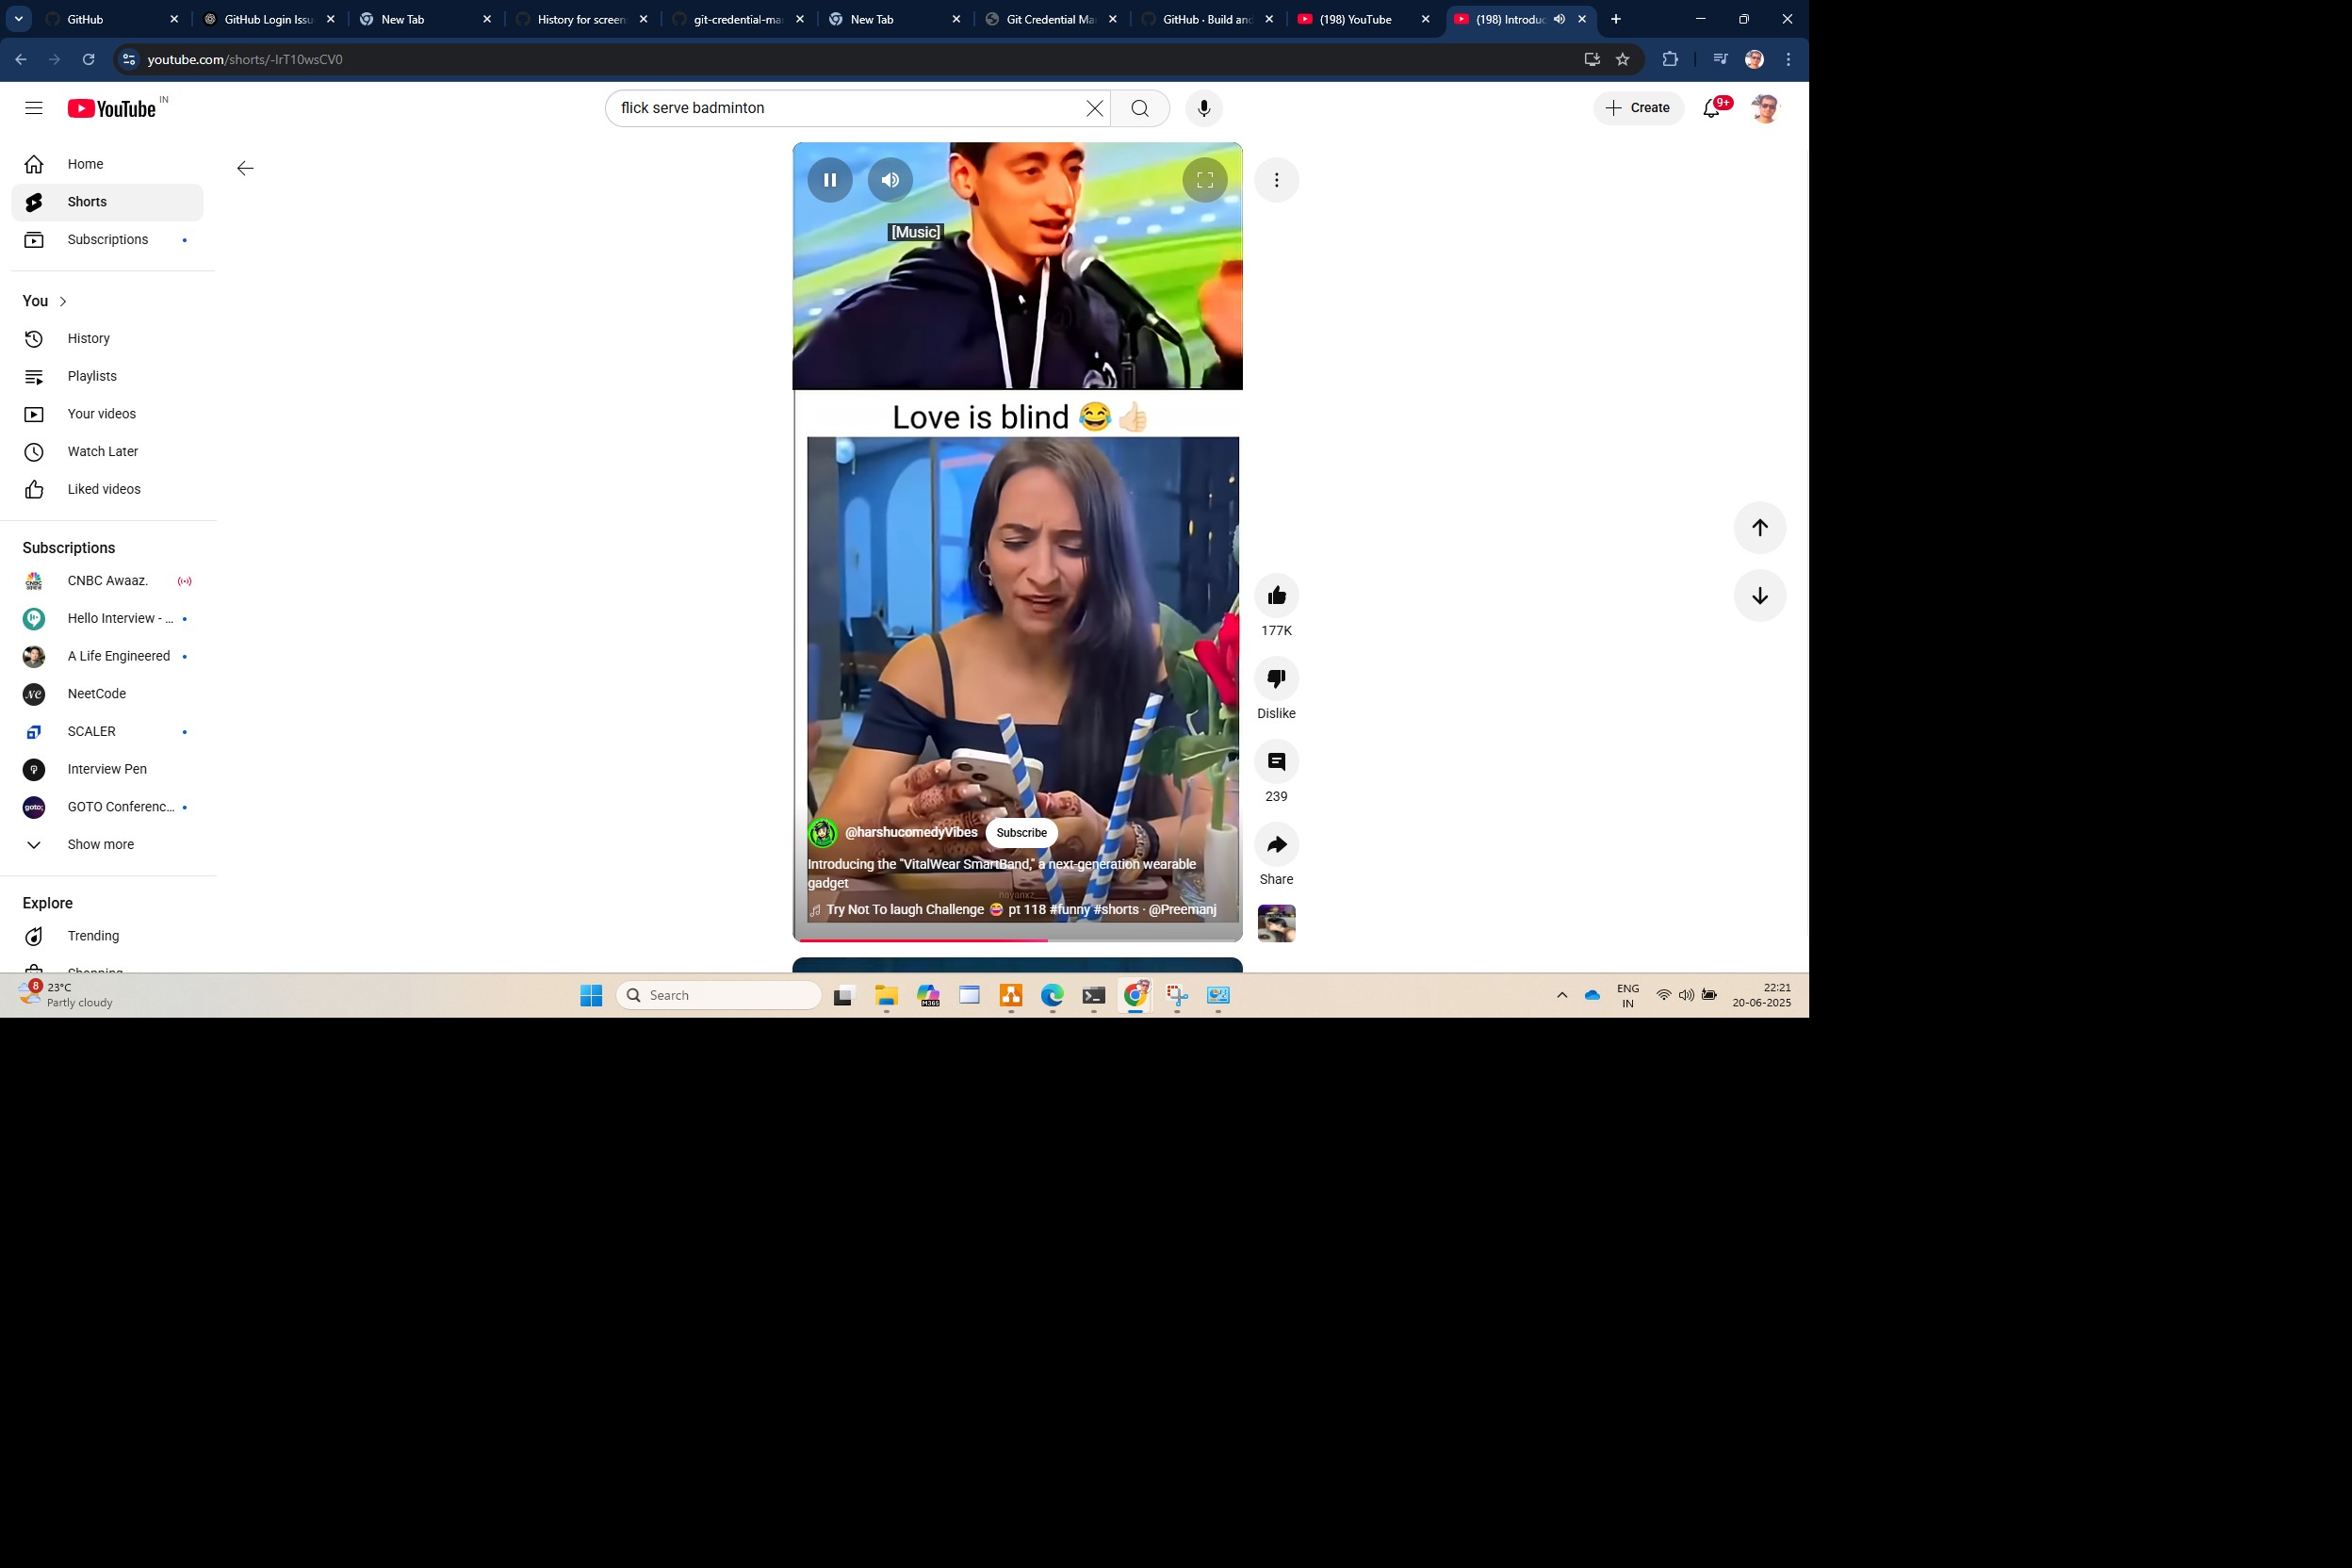 GitHub
GitHub Login Issu
New Tab
History for screen
git-credential-ma
New Tab
Git Credential Ma
GitHub · Build and
(198) YouTube
(198) Introduc
youtube.com/shorts/-IrT10wsCV0
YouTube IN
flick serve badminton
Create
9+
Home
Shorts
Subscriptions
You
History
Playlists
Your videos
Watch Later
Liked videos
Subscriptions
CNBC Awaaz.
Hello Interview - ...
A Life Engineered
NeetCode
SCALER
Interview Pen
goto;
GOTO Conferenc...
Show more
Explore
Trending
Shopping
[Music]
Love is blind 😂👍🏻
@harshucomedyVibes
Subscribe
Introducing the "VitalWear SmartBand," a next-generation wearable
gadget
nayanxz
Try Not To laugh Challenge 😂 pt 118 #funny #shorts · @Preemanj
177K
Dislike
239
Share
8
23°C
Partly cloudy
Search
M365
ENG
IN
22:21
20-06-2025